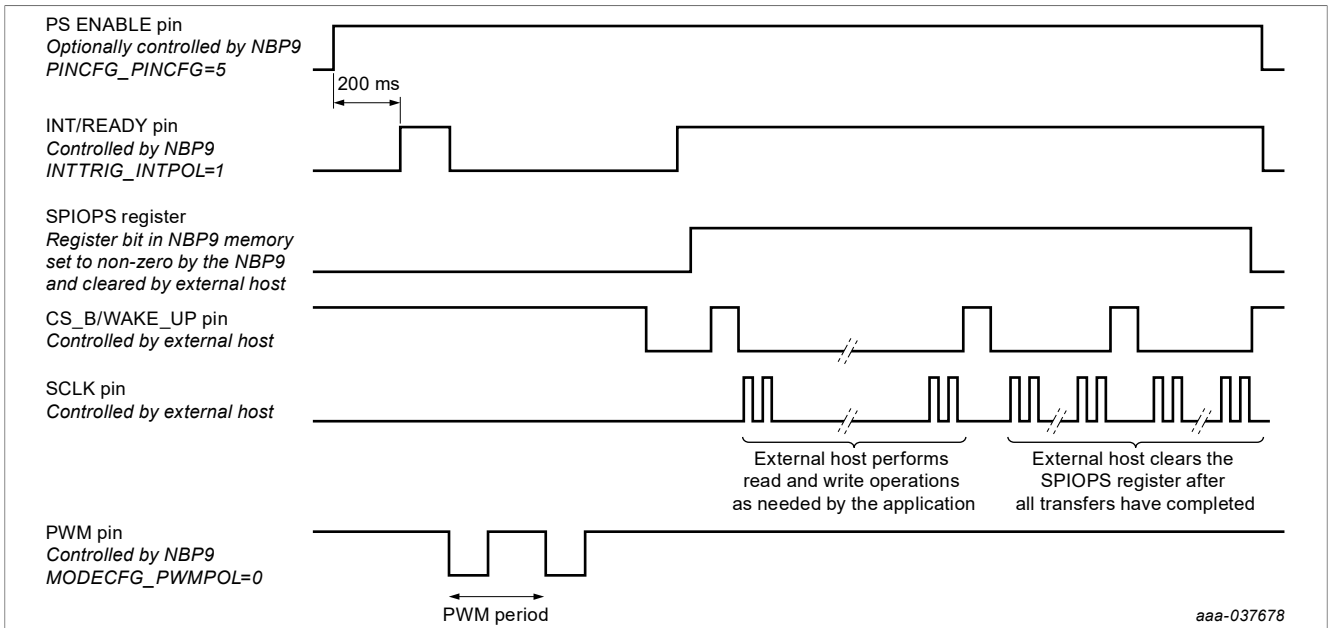 PS ENABLE pin
Optionally controlled by NBP9
PINCFG_PINCFG=5
200 ms
INT/READY pin
Controlled by NBP9
INTTRIG_INTPOL=1
SPIOPS register
Register bit in NBP9 memory
set to non-zero by the NBP9
and cleared by external host
CS_B/WAKE_UP pin
Controlled by external host
SCLK pin
Controlled by external host
External host performs
read and write operations
as needed by the application
External host clears the
SPIOPS register after
all transfers have completed
PWM pin
Controlled by NBP9
MODECFG_PWMPOL=0
PWM period
aaa-037678